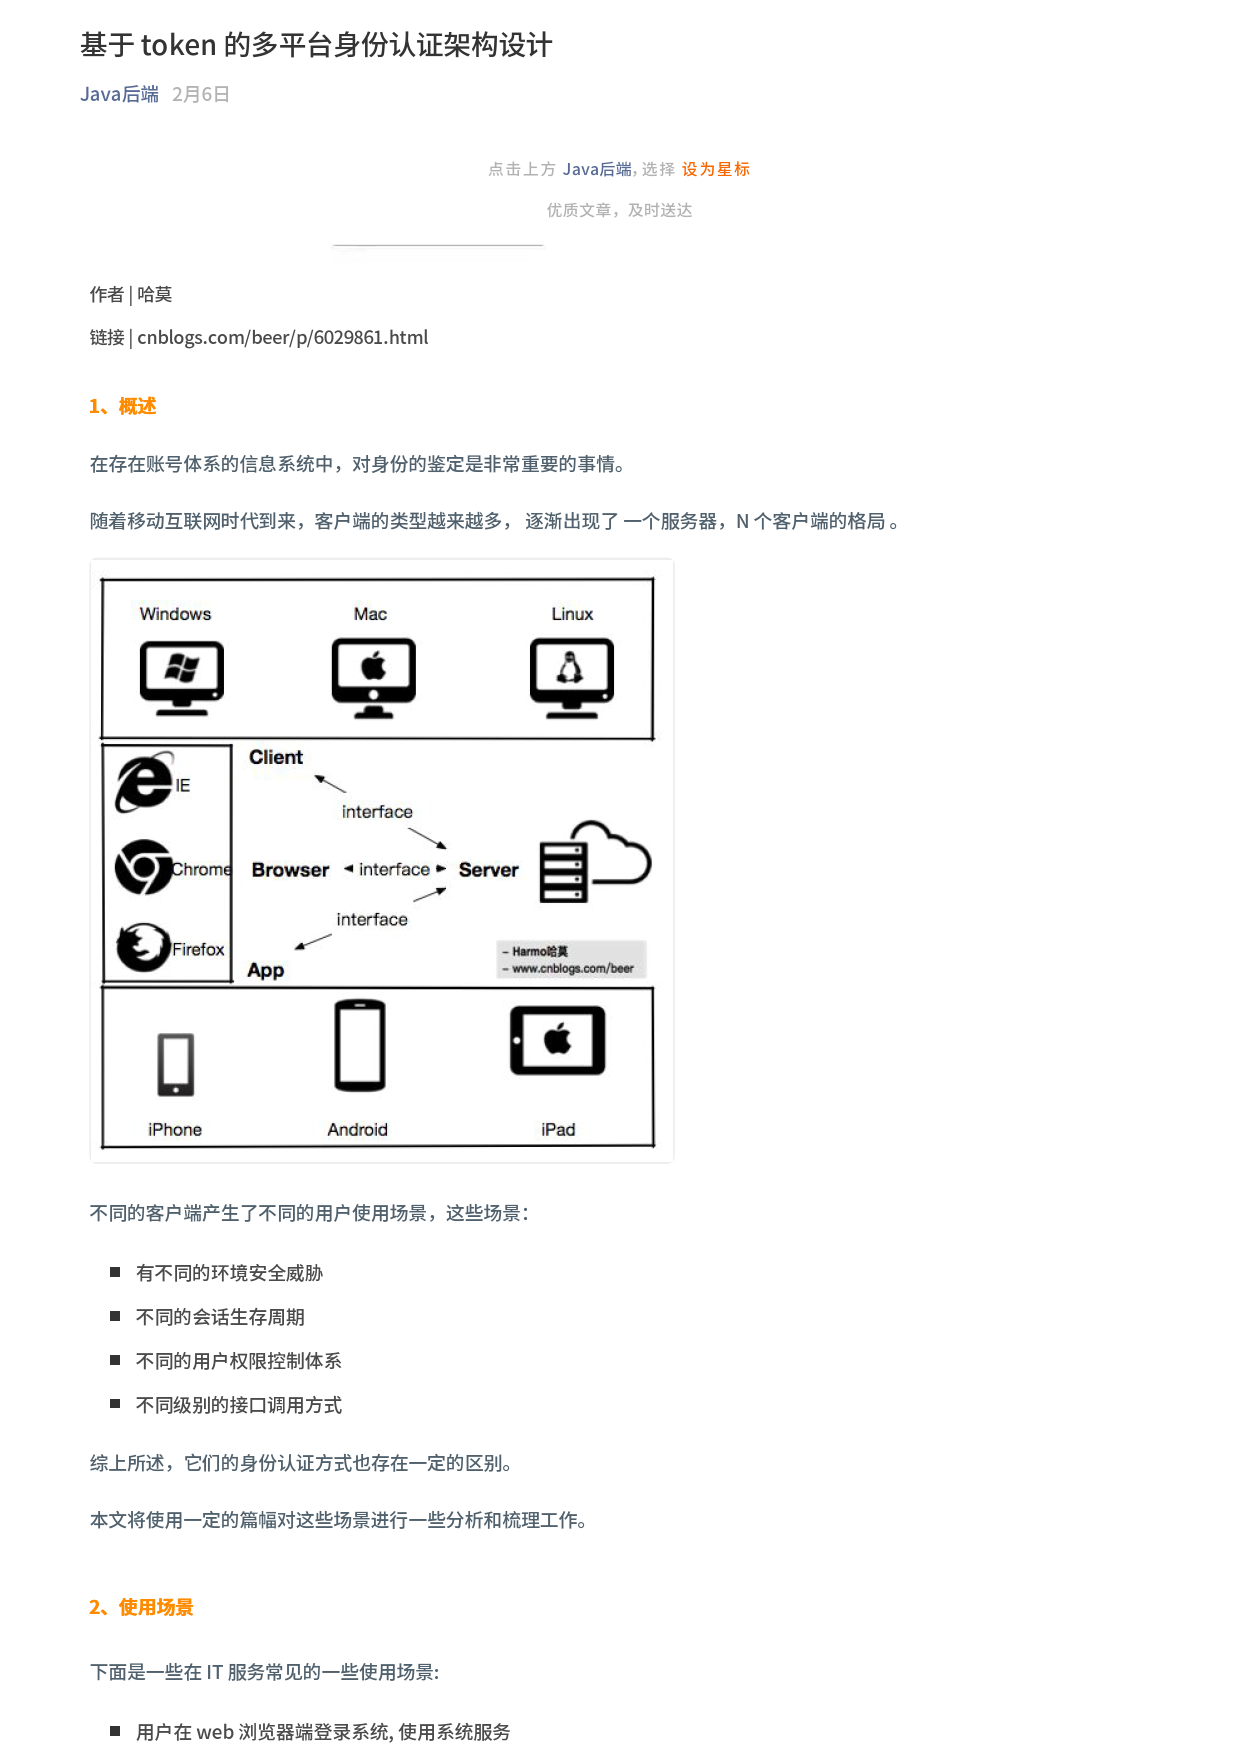 基于 token 的多平台身份认证架构设计
Java后端 2月6日
点击上方 Java后端, 选择 设为星标
优质文章，及时送达
作者 | 哈莫
链接 | cnblogs.com/beer/p/6029861.html
1、概述
在存在账号体系的信息系统中，对身份的鉴定是非常重要的事情。
随着移动互联网时代到来，客户端的类型越来越多， 逐渐出现了 一个服务器，N 个客户端的格局 。
Windows Mac Linux
Client
IE
interface
Chrome Browser interface Server
interface
Firefox
- Harmo哈莫
- www.cnblogs.com/beer
App
iPhone Android iPad
不同的客户端产生了不同的用户使用场景，这些场景：
有不同的环境安全威胁
不同的会话生存周期
不同的用户权限控制体系
不同级别的接口调用方式
综上所述，它们的身份认证方式也存在一定的区别。
本文将使用一定的篇幅对这些场景进行一些分析和梳理工作。
2、使用场景
下面是一些在 IT 服务常见的一些使用场景:
用户在 web 浏览器端登录系统, 使用系统服务